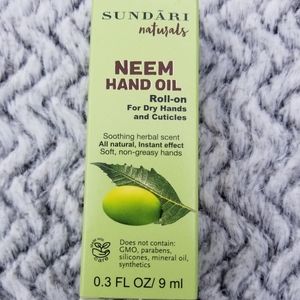 SUNDĀRI
naturals
NEEM
HAND OIL
Roll-on
For Dry Hands
and Cuticles
Soothing herbal scent
All natural, Instant effect
Soft, non-greasy hands
Does not contain:
GMO, parabens,
silicones, mineral oil,
synthetics
0.3 FL OZ/ 9 ml